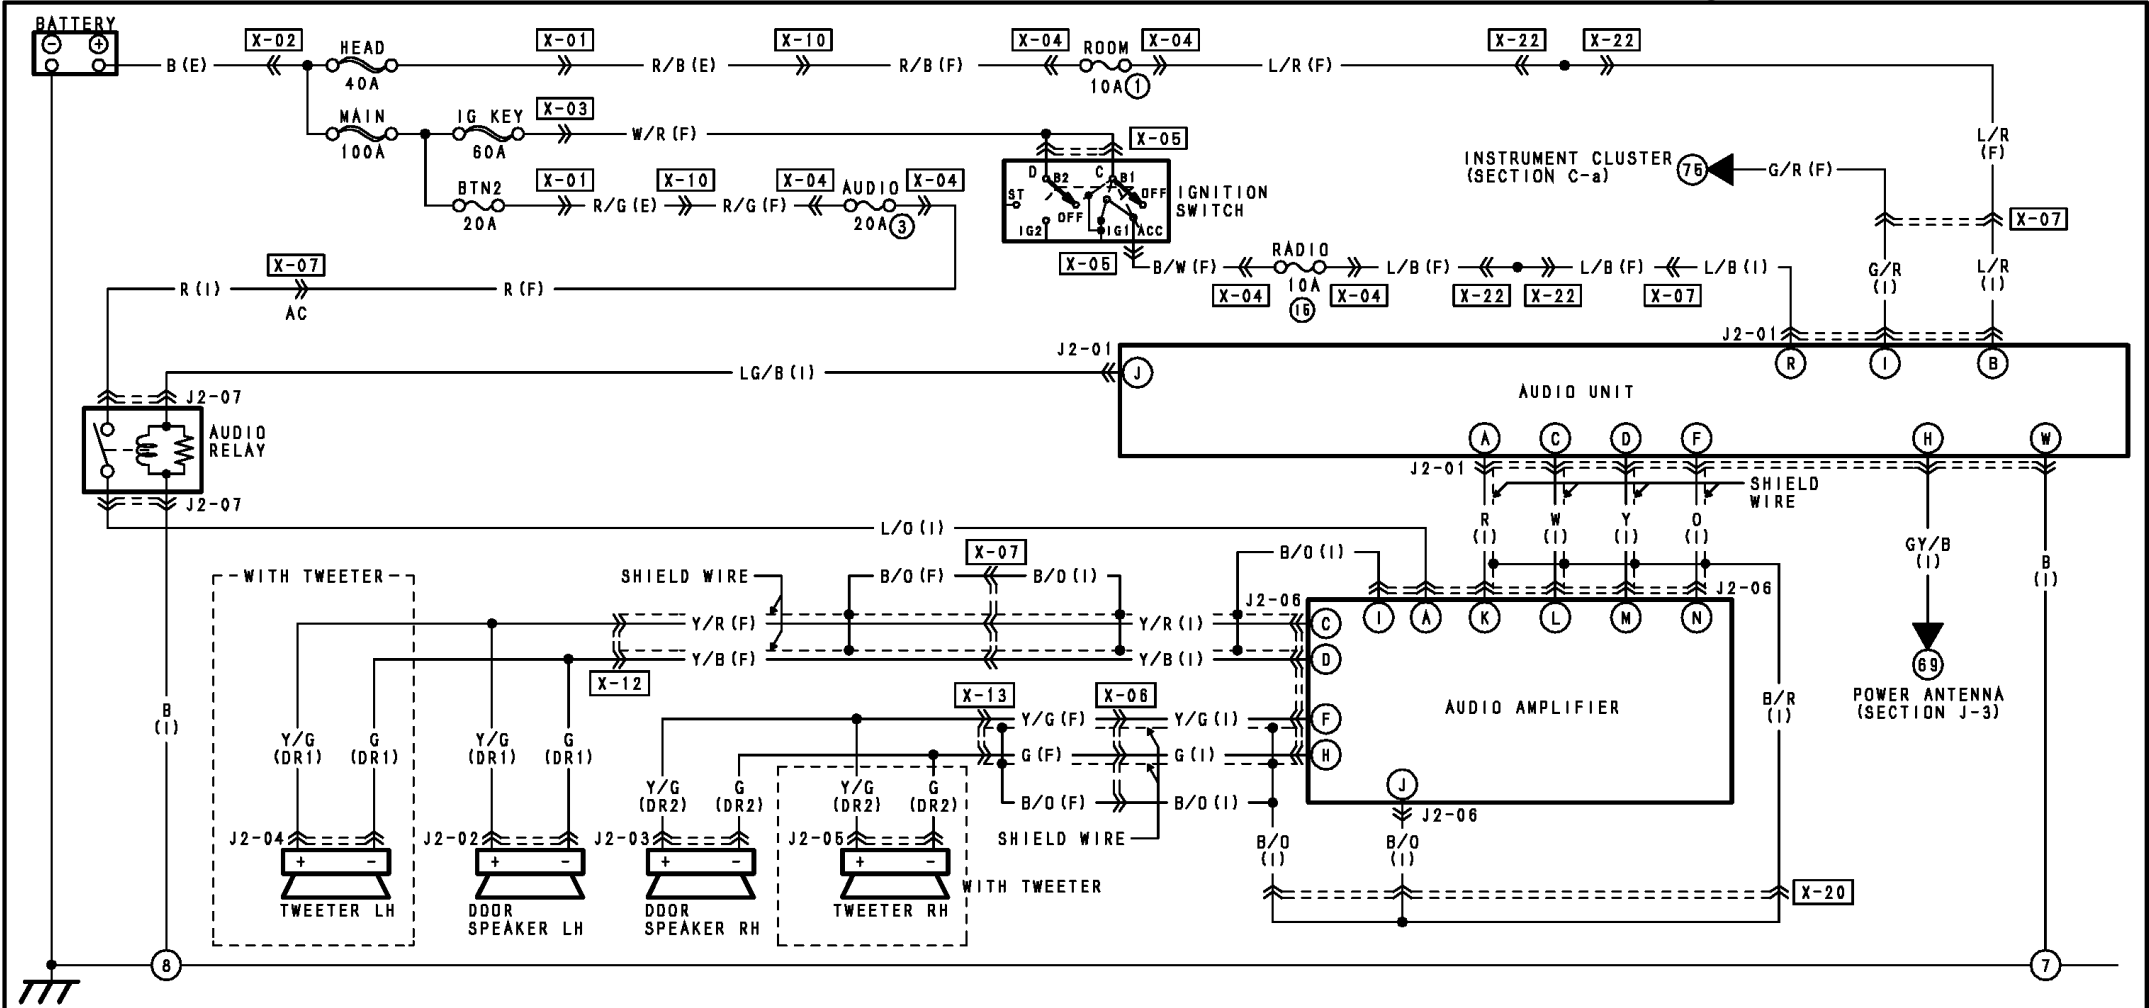 BATTERY
− +
B (E)
X-02
HEAD
40A
X-01
R/B (E)
X-10
R/B (F)
X-04
ROOM
10A 1
X-04
L/R (F)
X-22
X-22
MAIN
100A
IG KEY
60A
X-03
W/R (F)
X-05
BTN2
20A
X-01
R/G (E)
X-10
R/G (F)
X-04
AUDIO
20A 3
X-04
D B2 C B1
ST
OFF
OFF
IG2
IG1 ACC
IGNITION
SWITCH
X-05
INSTRUMENT CLUSTER
(SECTION C-a)
76
G/R (F)
L/R
(F)
X-07
G/R
(I)
L/R
(I)
B/W (F)
X-04
RADIO
10A
15
X-04
L/B (F)
X-22
X-22
L/B (F)
X-07
L/B (I)
R (I)
X-07
AC
R (F)
J2-01
J2-01
R
I
B
J
AUDIO UNIT
LG/B (I)
J2-07
AUDIO
RELAY
J2-07
A
C
D
F
H
W
J2-01
SHIELD
WIRE
R
(I)
W
(I)
Y
(I)
O
(I)
GY/B
(I)
B
(I)
L/O (I)
B/O (I)
X-07
WITH TWEETER
SHIELD WIRE
B/O (F)
B/O (I)
J2-06
J2-06
I
A
K
L
M
N
Y/R (F)
Y/R (I)
C
Y/B (F)
Y/B (I)
D
X-12
X-13
X-06
Y/G (F)
Y/G (I)
F
G (F)
G (I)
H
B/O (F)
B/O (I)
AUDIO AMPLIFIER
J
J2-06
B/R
(I)
69
POWER ANTENNA
(SECTION J-3)
B
(I)
Y/G
(DR1)
G
(DR1)
Y/G
(DR1)
G
(DR1)
Y/G
(DR2)
G
(DR2)
Y/G
(DR2)
G
(DR2)
SHIELD WIRE
B/O
(I)
B/O
(I)
J2-04
J2-02
J2-03
J2-05
+ −
+ −
+ −
+ −
TWEETER LH
DOOR
SPEAKER LH
DOOR
SPEAKER RH
TWEETER RH
WITH TWEETER
X-20
8
7